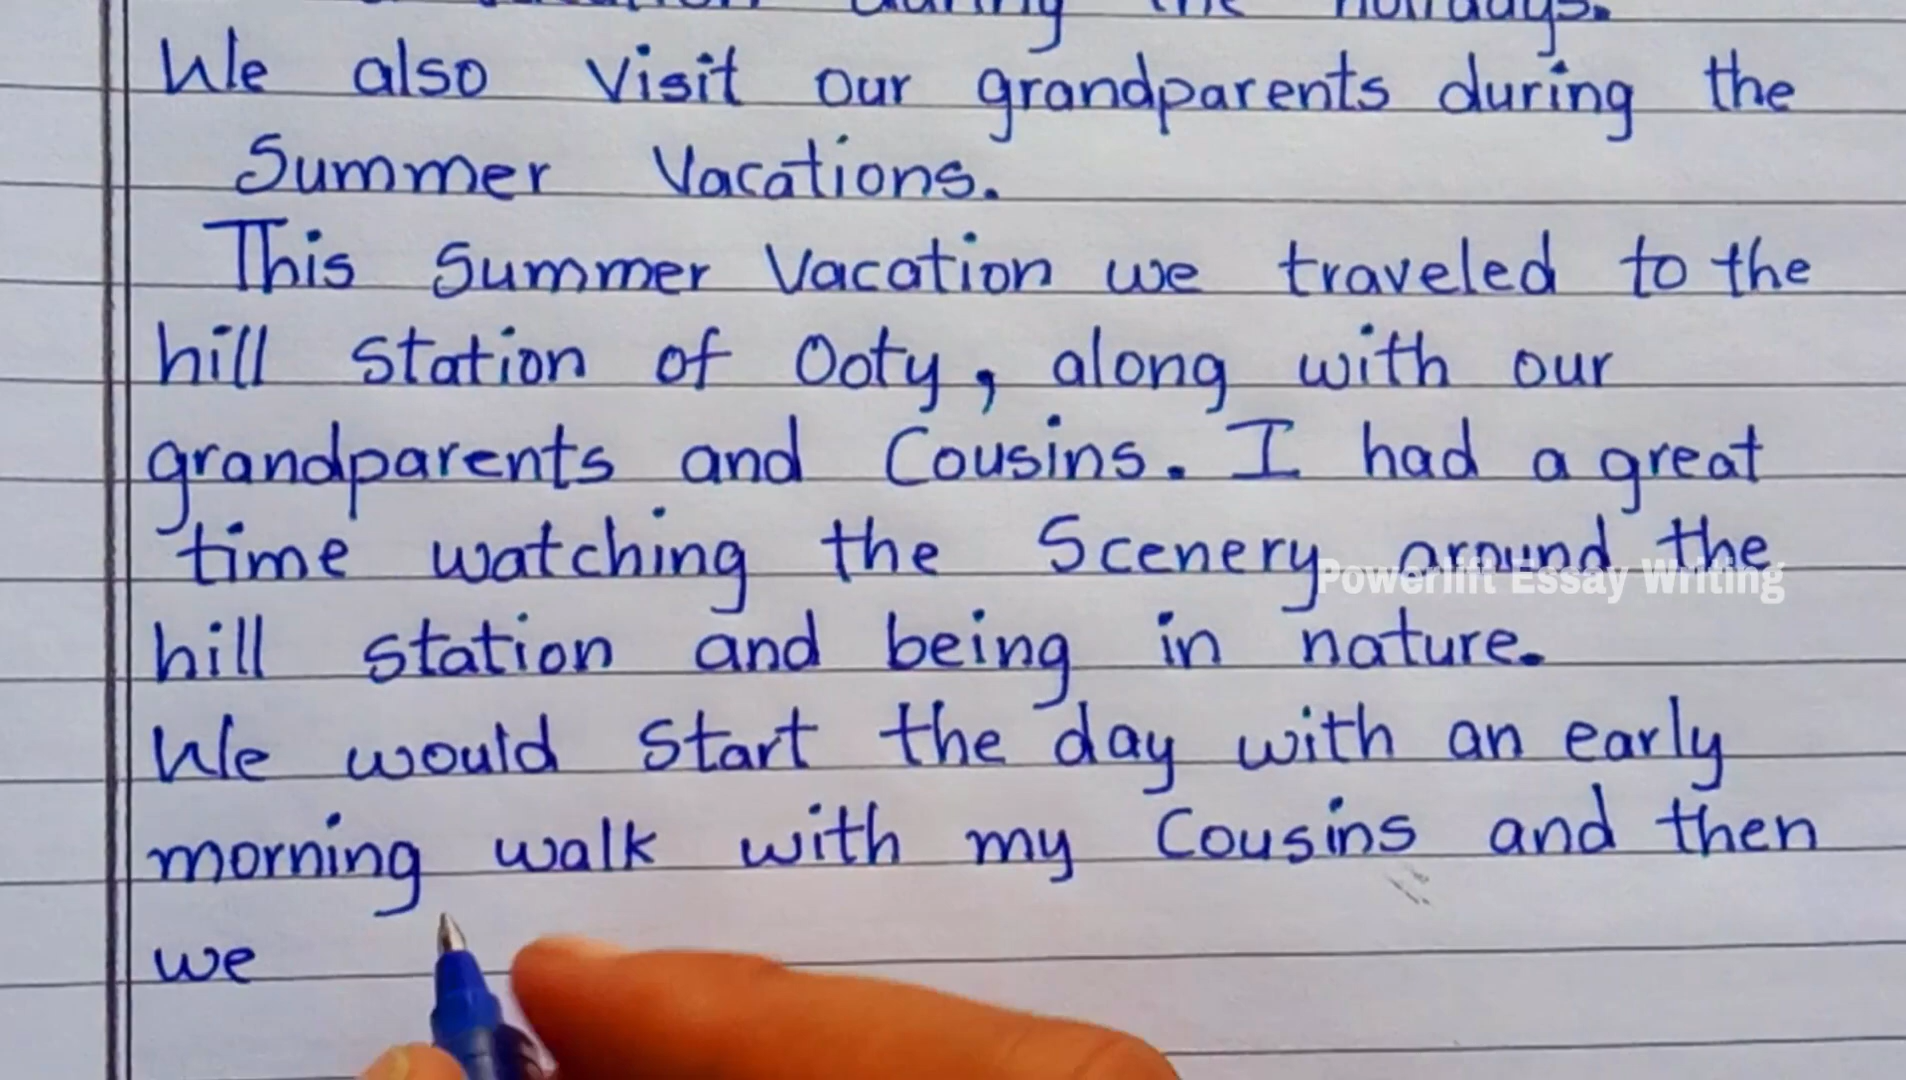 during the holidays.
We also visit our grandparents during the
Summer Vacations.
This Summer Vacation we traveled to the
hill station of Ooty, along with our
grandparents and Cousins. I had a great
time watching the Scenery around the
Powerlift Essay Writing
hill station and being in nature.
We would start the day with an early
morning walk with my Cousins and then
we